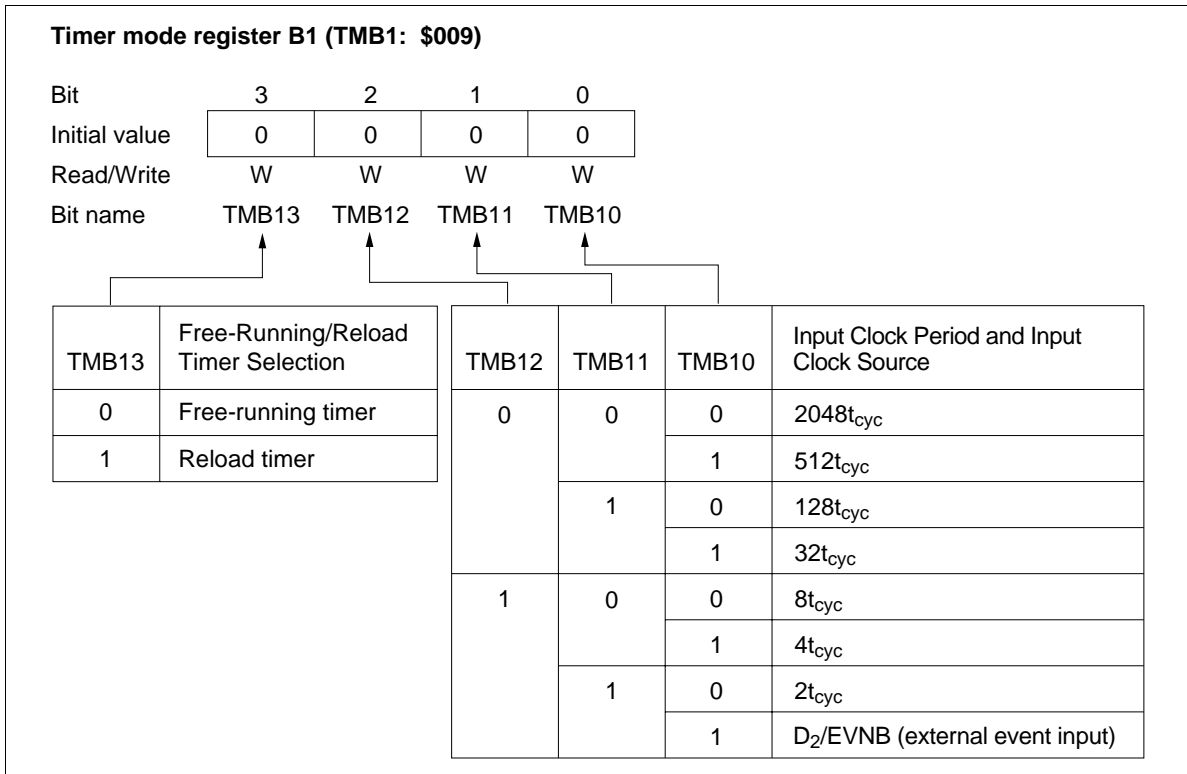 Timer mode register B1 (TMB1: $009)
Bit 3 2 1 0
Initial value 0 0 0 0
Read/Write W W W W
Bit name TMB13 TMB12 TMB11 TMB10
TMB13 Free-Running/Reload
Timer Selection
0 Free-running timer
1 Reload timer
TMB12 TMB11 TMB10 Input Clock Period and Input
Clock Source
0 0 0 2048tcyc
1 512tcyc
1 0 128tcyc
1 32tcyc
1 0 0 8tcyc
1 4tcyc
1 0 2tcyc
1 D2/EVNB (external event input)